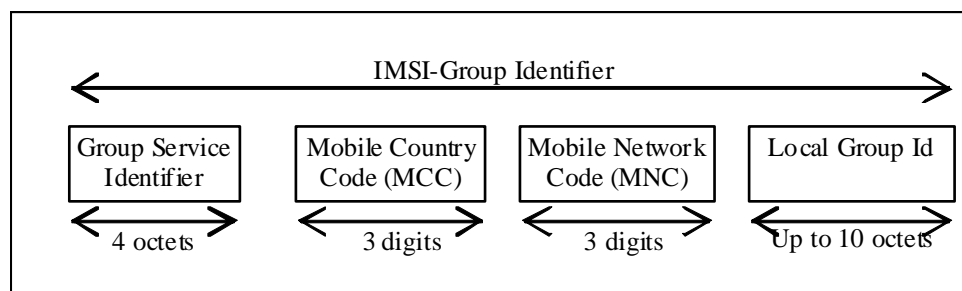 IMSI-Group Identifier
Group Service
Identifier
Mobile Country
Code (MCC)
Mobile Network
Code (MNC)
Local Group Id
4 octets
3 digits
3 digits
Up to 10 octets